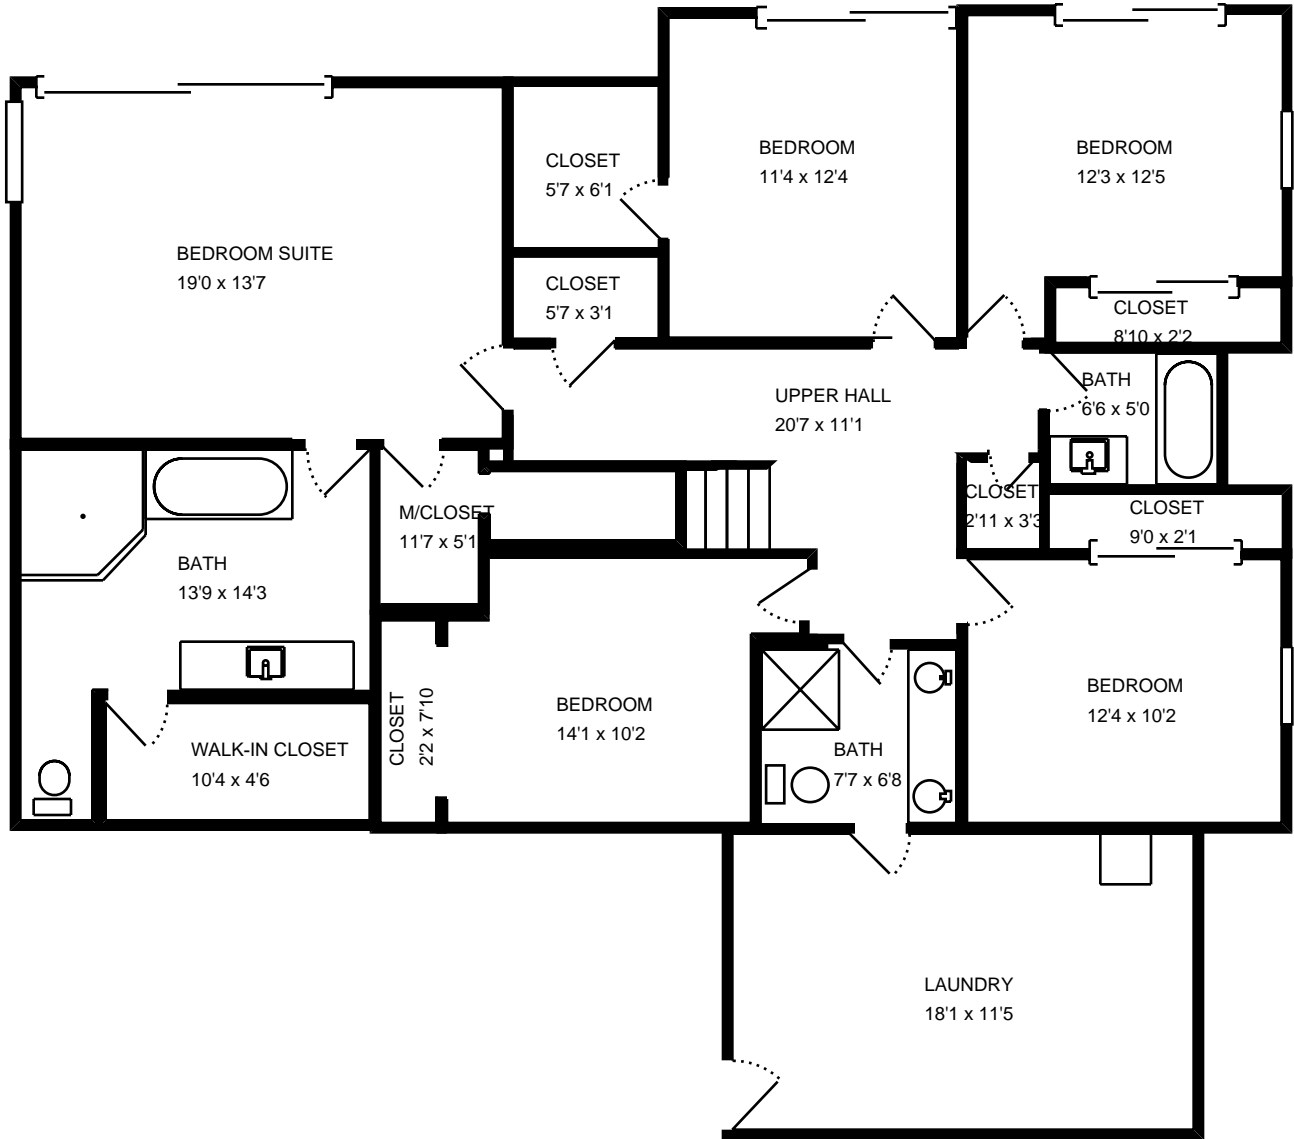 BEDROOM
11'4 x 12'4
BEDROOM
12'3 x 12'5
CLOSET
5'7 x 6'1
BEDROOM SUITE
19'0 x 13'7
CLOSET
5'7 x 3'1
CLOSET
8'10 x 2'2
BATH
6'6 x 5'0
UPPER HALL
20'7 x 11'1
CLOSET
2'11 x 3'3
CLOSET
9'0 x 2'1
M/CLOSET
11'7 x 5'1
BATH
13'9 x 14'3
BEDROOM
12'4 x 10'2
CLOSET
2'2 x 7'10
BEDROOM
14'1 x 10'2
WALK-IN CLOSET
10'4 x 4'6
BATH
7'7 x 6'8
LAUNDRY
18'1 x 11'5